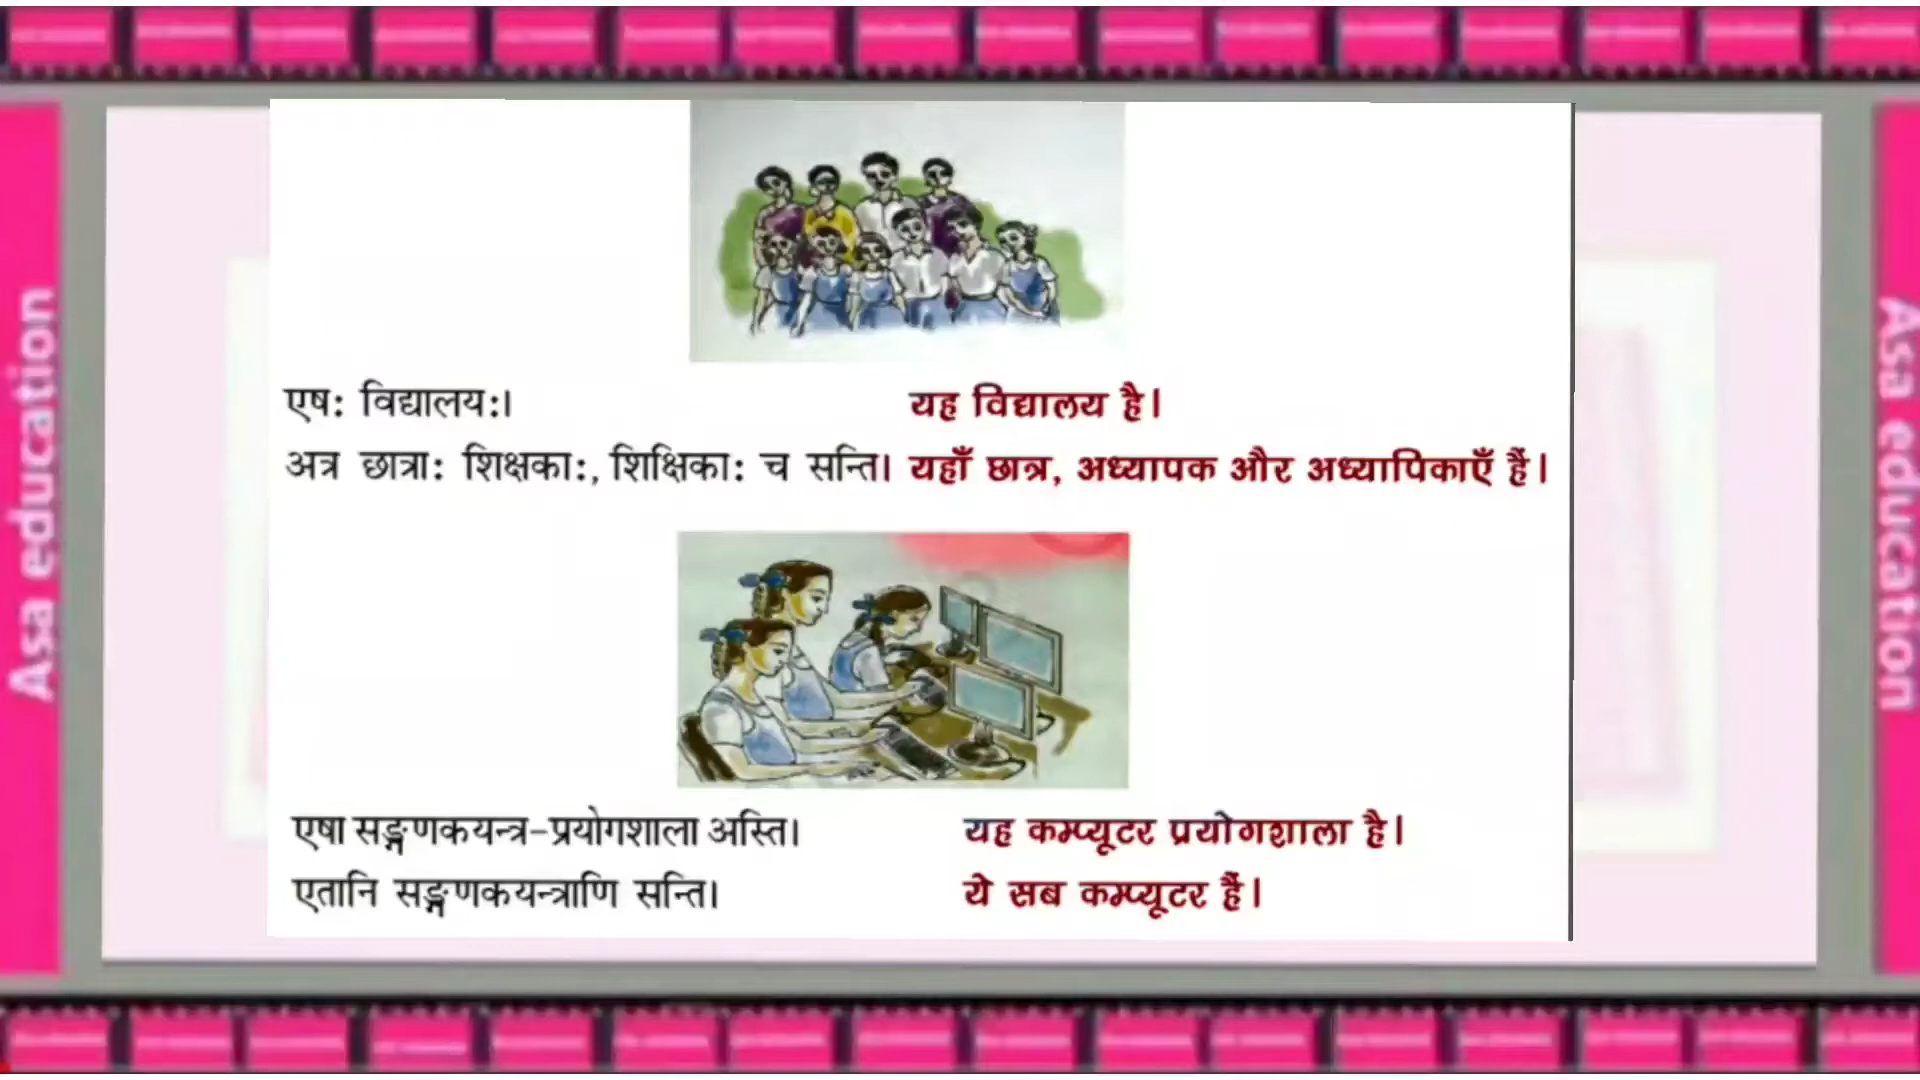 एषः विद्यालयः।
यह विद्यालय है।
अत्र छात्राः शिक्षकाः, शिक्षिकाः च सन्ति।
यहाँ छात्र, अध्यापक और अध्यापिकाएँ हैं।
एषा सङ्गणकयन्त्र-प्रयोगशाला अस्ति।
यह कम्प्यूटर प्रयोगशाला है।
एतानि सङ्गणकयन्त्राणि सन्ति।
ये सब कम्प्यूटर हैं।
Asa education
Asa education